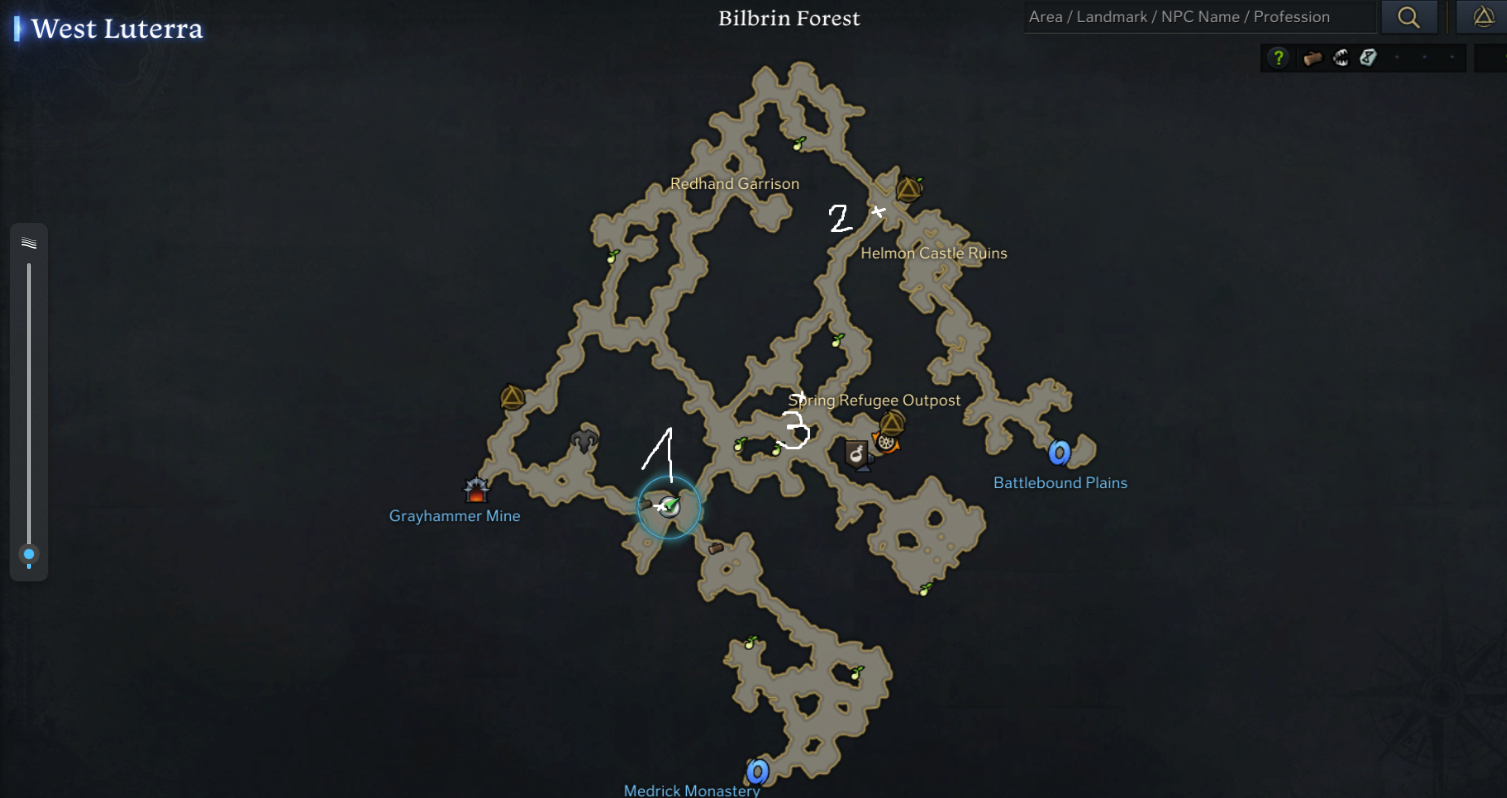 West Luterra
Bilbrin Forest
Area / Landmark / NPC Name / Profession
?
Redhand Garrison
2
Helmon Castle Ruins
Spring Refugee Outpost
3
1
Battlebound Plains
Grayhammer Mine
Medrick Monastery